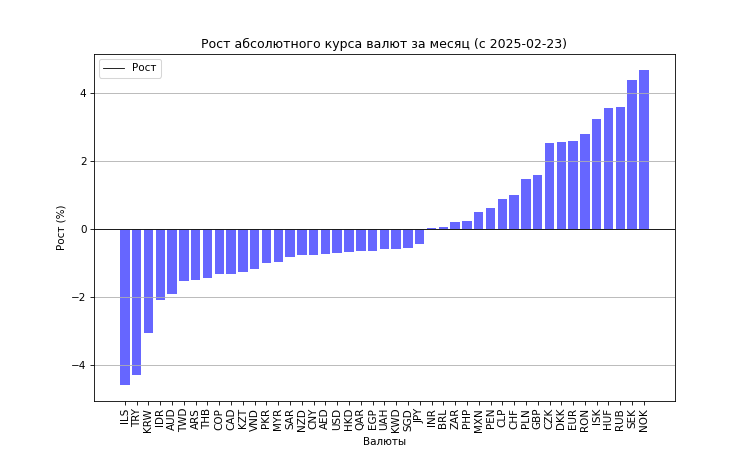 Рост абсолютного курса валют за месяц (с 2025-02-23)
Рост
Рост (%)
4
2
0
−2
−4
ILS TRY KRW IDR AUD TWD ARS THB COP CAD KZT VND PKR MYR SAR NZD CNY AED USD HKD QAR EGP UAH KWD SGD JPY INR BRL ZAR PHP MXN PEN CLP CHF PLN GBP CZK DKK EUR RON ISK HUF RUB SEK NOK
Валюты